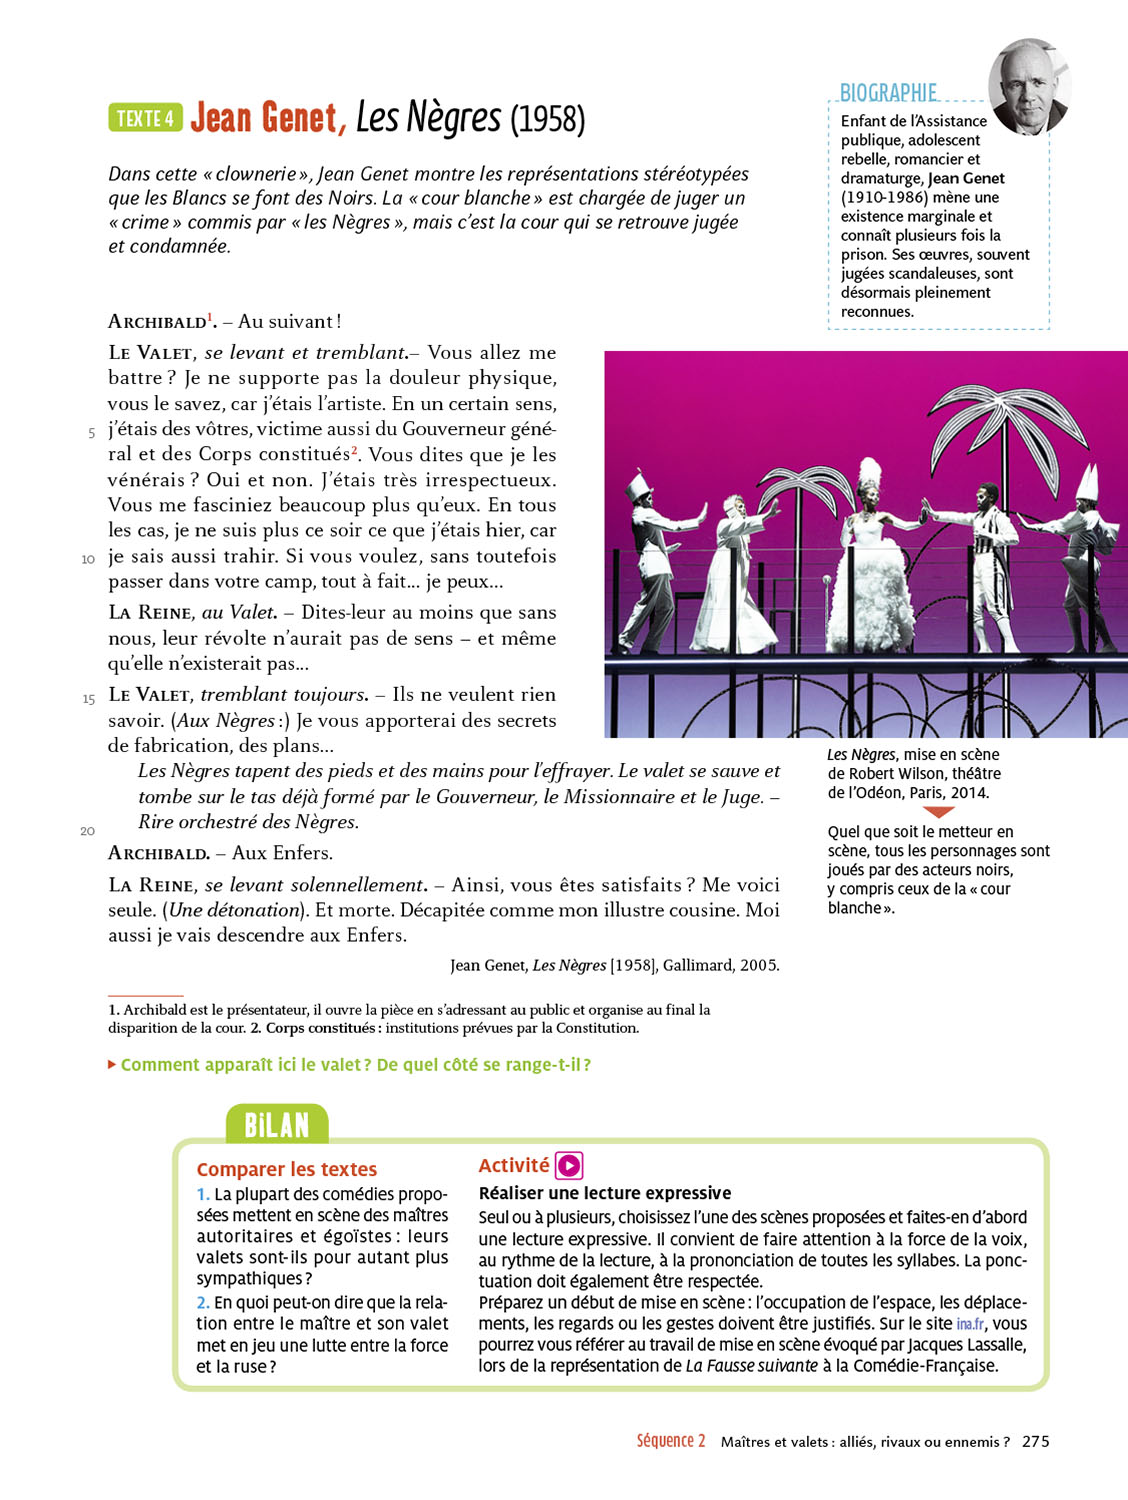 TEXTE 4 Jean Genet, Les Nègres (1958)
Dans cette « clownerie », Jean Genet montre les représentations stéréotypées
que les Blancs se font des Noirs. La « cour blanche » est chargée de juger un
« crime » commis par « les Nègres », mais c’est la cour qui se retrouve jugée
et condamnée.
BIOGRAPHIE
Enfant de l’Assistance
publique, adolescent
rebelle, romancier et
dramaturge, Jean Genet
(1910-1986) mène une
existence marginale et
connaît plusieurs fois la
prison. Ses œuvres, souvent
jugées scandaleuses, sont
désormais pleinement
reconnues.
ARCHIBALD1. – Au suivant !
LE VALET, se levant et tremblant.– Vous allez me
battre ? Je ne supporte pas la douleur physique,
vous le savez, car j’étais l’artiste. En un certain sens,
5 j’étais des vôtres, victime aussi du Gouverneur géné-
ral et des Corps constitués2. Vous dites que je les
vénérais ? Oui et non. J’étais très irrespectueux.
Vous me fasciniez beaucoup plus qu’eux. En tous
les cas, je ne suis plus ce soir ce que j’étais hier, car
10 je sais aussi trahir. Si vous voulez, sans toutefois
passer dans votre camp, tout à fait... je peux...
LA REINE, au Valet. – Dites-leur au moins que sans
nous, leur révolte n’aurait pas de sens – et même
qu’elle n’existerait pas...
15 LE VALET, tremblant toujours. – Ils ne veulent rien
savoir. (Aux Nègres :) Je vous apporterai des secrets
de fabrication, des plans...
Les Nègres tapent des pieds et des mains pour l’effrayer. Le valet se sauve et
tombe sur le tas déjà formé par le Gouverneur, le Missionnaire et le Juge. –
20 Rire orchestré des Nègres.
ARCHIBALD. – Aux Enfers.
LA REINE, se levant solennellement. – Ainsi, vous êtes satisfaits ? Me voici
seule. (Une détonation). Et morte. Décapitée comme mon illustre cousine. Moi
aussi je vais descendre aux Enfers.
Jean Genet, Les Nègres [1958], Gallimard, 2005.
Les Nègres, mise en scène
de Robert Wilson, théâtre
de l’Odéon, Paris, 2014.
Quel que soit le metteur en
scène, tous les personnages sont
joués par des acteurs noirs,
y compris ceux de la « cour
blanche ».
1. Archibald est le présentateur, il ouvre la pièce en s’adressant au public et organise au final la
disparition de la cour. 2. Corps constitués : institutions prévues par la Constitution.
Comment apparaît ici le valet ? De quel côté se range-t-il ?
BiLAN
Comparer les textes
1. La plupart des comédies propo-
sées mettent en scène des maîtres
autoritaires et égoïstes : leurs
valets sont-ils pour autant plus
sympathiques ?
2. En quoi peut-on dire que la rela-
tion entre le maître et son valet
met en jeu une lutte entre la force
et la ruse ?
Activité
Réaliser une lecture expressive
Seul ou à plusieurs, choisissez l’une des scènes proposées et faites-en d’abord
une lecture expressive. Il convient de faire attention à la force de la voix,
au rythme de la lecture, à la prononciation de toutes les syllabes. La ponc-
tuation doit également être respectée.
Préparez un début de mise en scène : l’occupation de l’espace, les déplace-
ments, les regards ou les gestes doivent être justifiés. Sur le site ina.fr, vous
pourrez vous référer au travail de mise en scène évoqué par Jacques Lassalle,
lors de la représentation de La Fausse suivante à la Comédie-Française.
Séquence 2 Maîtres et valets : alliés, rivaux ou ennemis ? 275